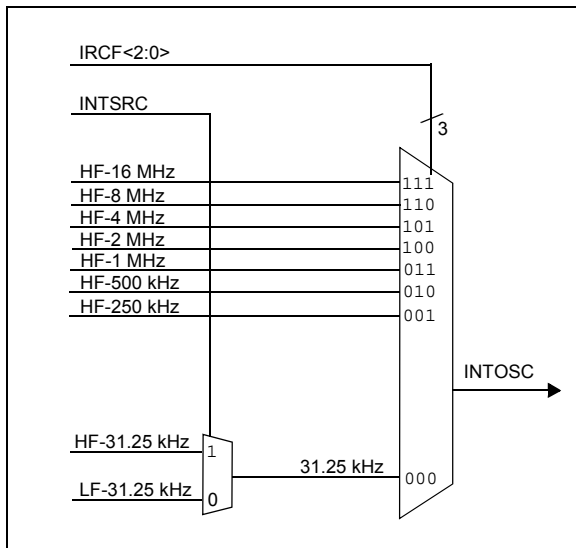 IRCF<2:0>
INTSRC
3
HF-16 MHz
111
HF-8 MHz
110
HF-4 MHz
101
HF-2 MHz
100
HF-1 MHz
011
HF-500 kHz
010
HF-250 kHz
001
INTOSC
HF-31.25 kHz
1
31.25 kHz
000
LF-31.25 kHz
0